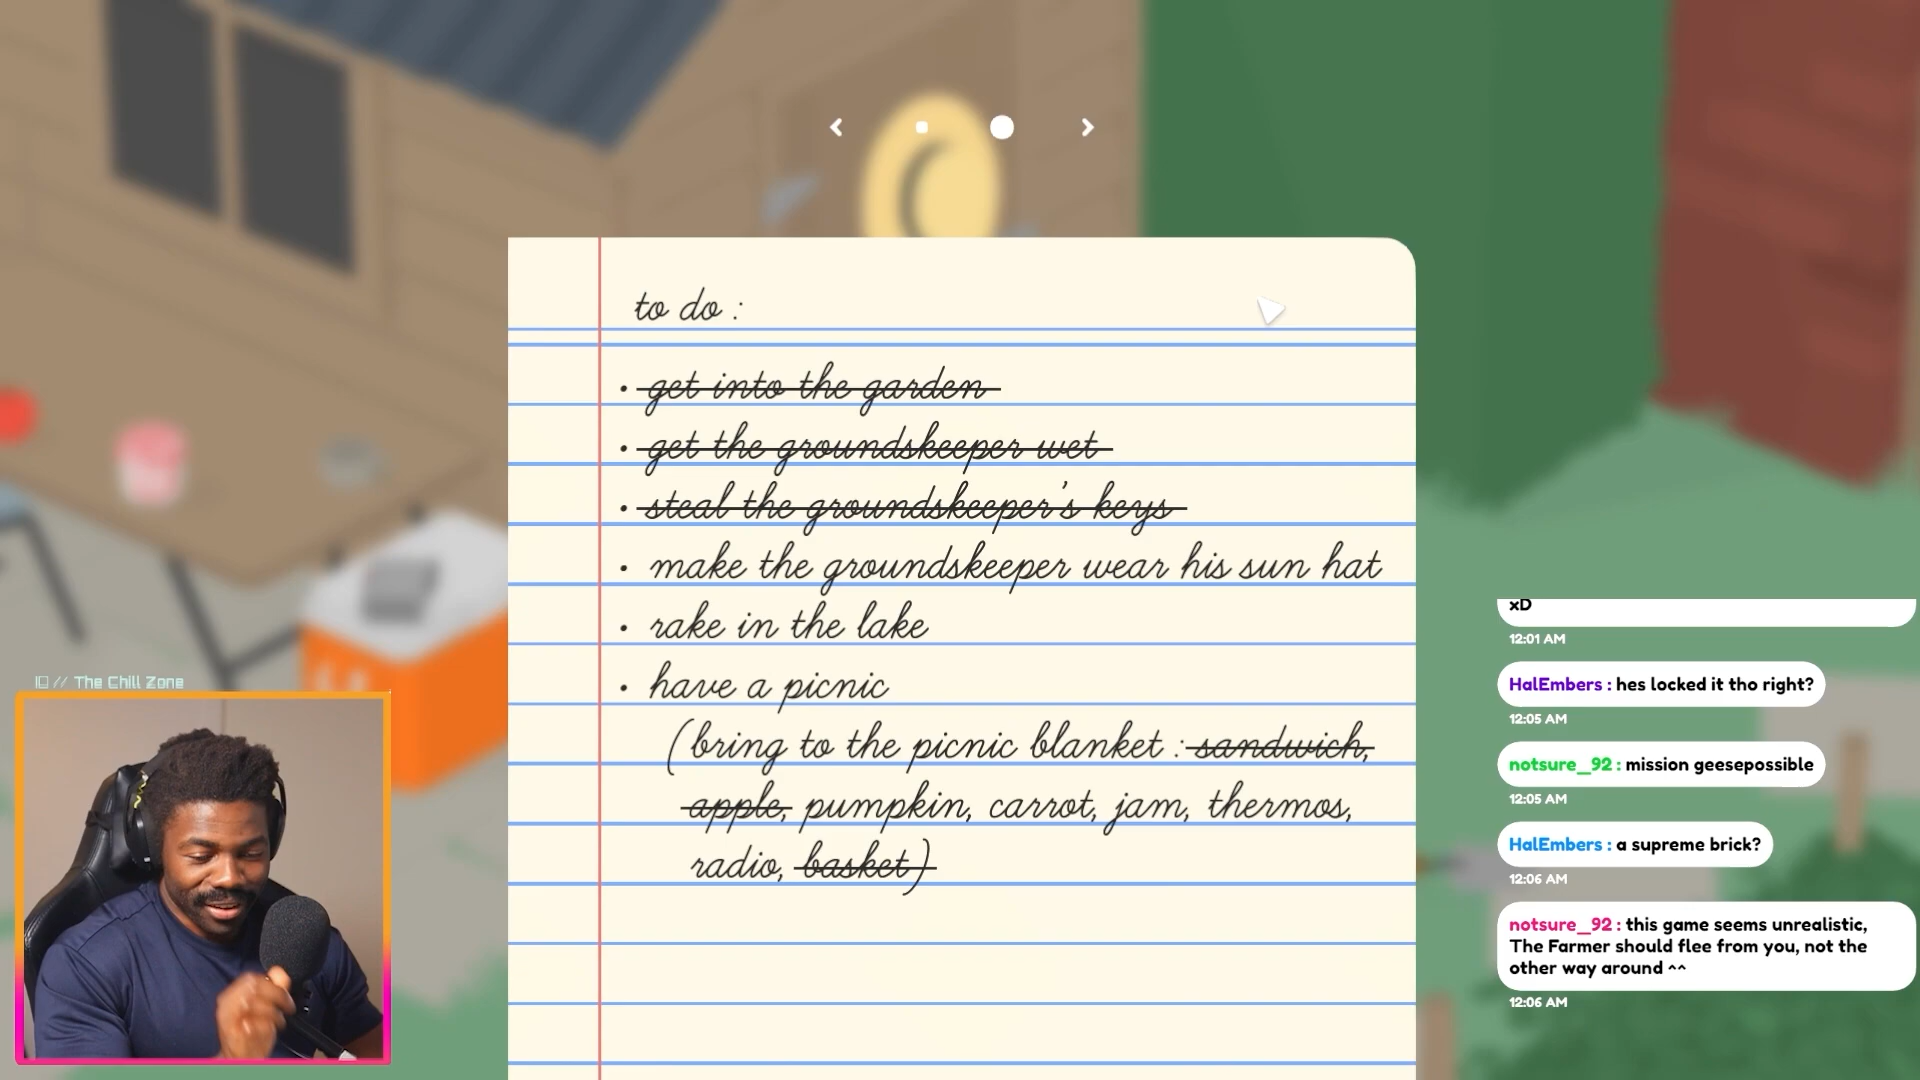 to do :
• get into the garden
• get the groundskeeper wet
• steal the groundskeeper's keys
• make the groundskeeper wear his sun hat
• rake in the lake
• have a picnic
(bring to the picnic blanket : sandwich,
apple, pumpkin, carrot, jam, thermos,
radio, basket)
// The Chill Zone
xD
12:01 AM
HalEmbers : hes locked it tho right?
12:05 AM
notsure_92 : mission geesepossible
12:05 AM
HalEmbers : a supreme brick?
12:06 AM
notsure_92 : this game seems unrealistic,
The Farmer should flee from you, not the
other way around ^^
12:06 AM